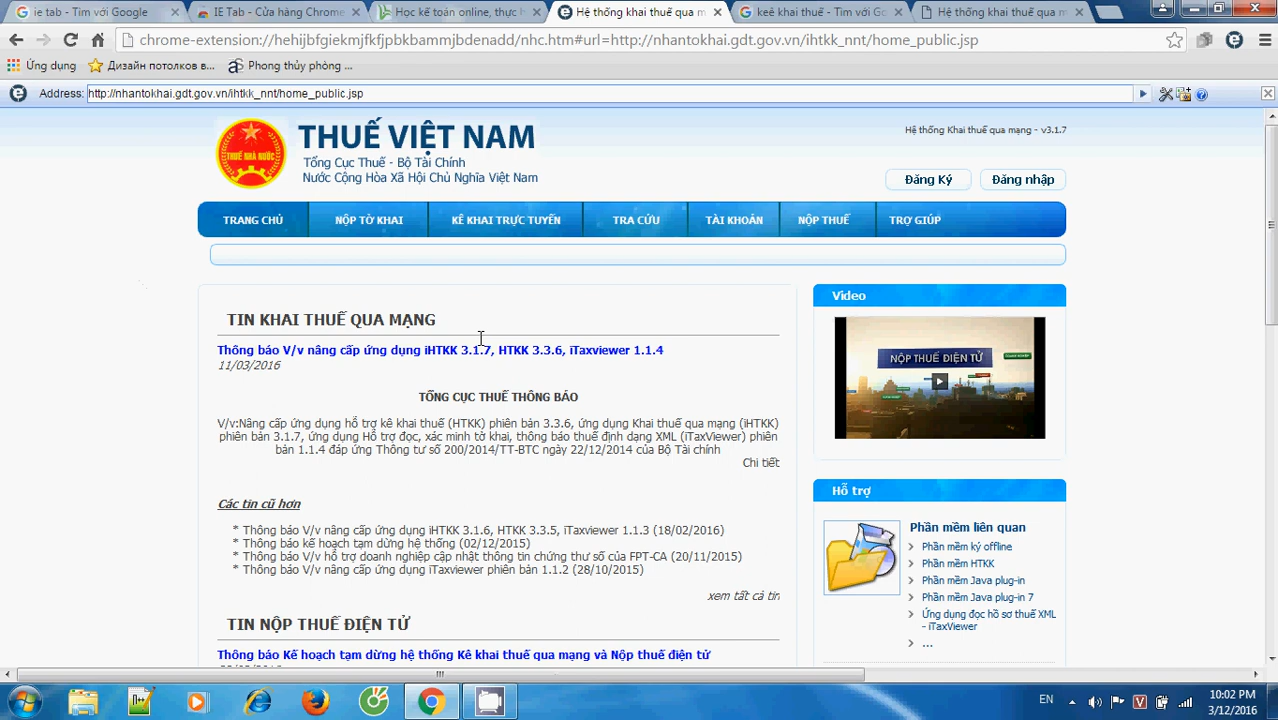 ie tab - Tìm với Google
IE Tab - Cửa hàng Chrome
Học kế toán online, thực h
Hệ thống khai thuế qua m
keê khai thuế - Tìm với Go
Hệ thống khai thuế qua m
chrome-extension://hehijbfgiekmjfkfjpbkbammjbdenadd/nhc.htm#url=http://nhantokhai.gdt.gov.vn/ihtkk_nnt/home_public.jsp
Ứng dụng
Дизайн потолков в...
Phong thủy phòng ...
Address: http://nhantokhai.gdt.gov.vn/ihtkk_nnt/home_public.jsp
THUẾ NHÀ NƯỚC
THUẾ VIỆT NAM
Tổng Cục Thuế - Bộ Tài Chính
Nước Cộng Hòa Xã Hội Chủ Nghĩa Việt Nam
Hệ thống Khai thuế qua mạng - v3.1.7
Đăng Ký
Đăng nhập
TRANG CHỦ
NỘP TỜ KHAI
KÊ KHAI TRỰC TUYẾN
TRA CỨU
TÀI KHOẢN
NỘP THUẾ
TRỢ GIÚP
TIN KHAI THUẾ QUA MẠNG
Thông báo V/v nâng cấp ứng dụng iHTKK 3.1.7, HTKK 3.3.6, iTaxviewer 1.1.4
11/03/2016
TỔNG CỤC THUẾ THÔNG BÁO
V/v:Nâng cấp ứng dụng hỗ trợ kê khai thuế (HTKK) phiên bản 3.3.6, ứng dụng Khai thuế qua mạng (iHTKK)
phiên bản 3.1.7, ứng dụng Hỗ trợ đọc, xác minh tờ khai, thông báo thuế định dạng XML (iTaxViewer) phiên
bản 1.1.4 đáp ứng Thông tư số 200/2014/TT-BTC ngày 22/12/2014 của Bộ Tài chính
Chi tiết
Các tin cũ hơn
* Thông báo V/v nâng cấp ứng dụng iHTKK 3.1.6, HTKK 3.3.5, iTaxviewer 1.1.3 (18/02/2016)
* Thông báo kế hoạch tạm dừng hệ thống (02/12/2015)
* Thông báo V/v hỗ trợ doanh nghiệp cập nhật thông tin chứng thư số của FPT-CA (20/11/2015)
* Thông báo V/v nâng cấp ứng dụng iTaxviewer phiên bản 1.1.2 (28/10/2015)
xem tất cả tin
TIN NỘP THUẾ ĐIỆN TỬ
Thông báo Kế hoạch tạm dừng hệ thống Kê khai thuế qua mạng và Nộp thuế điện tử
Video
NỘP THUẾ ĐIỆN TỬ
Hỗ trợ
Phần mềm liên quan
Phần mềm ký offline
Phần mềm HTKK
Phần mềm Java plug-in
Phần mềm Java plug-in 7
Ứng dụng đọc hồ sơ thuế XML
- iTaxViewer
...
EN
10:02 PM
3/12/2016